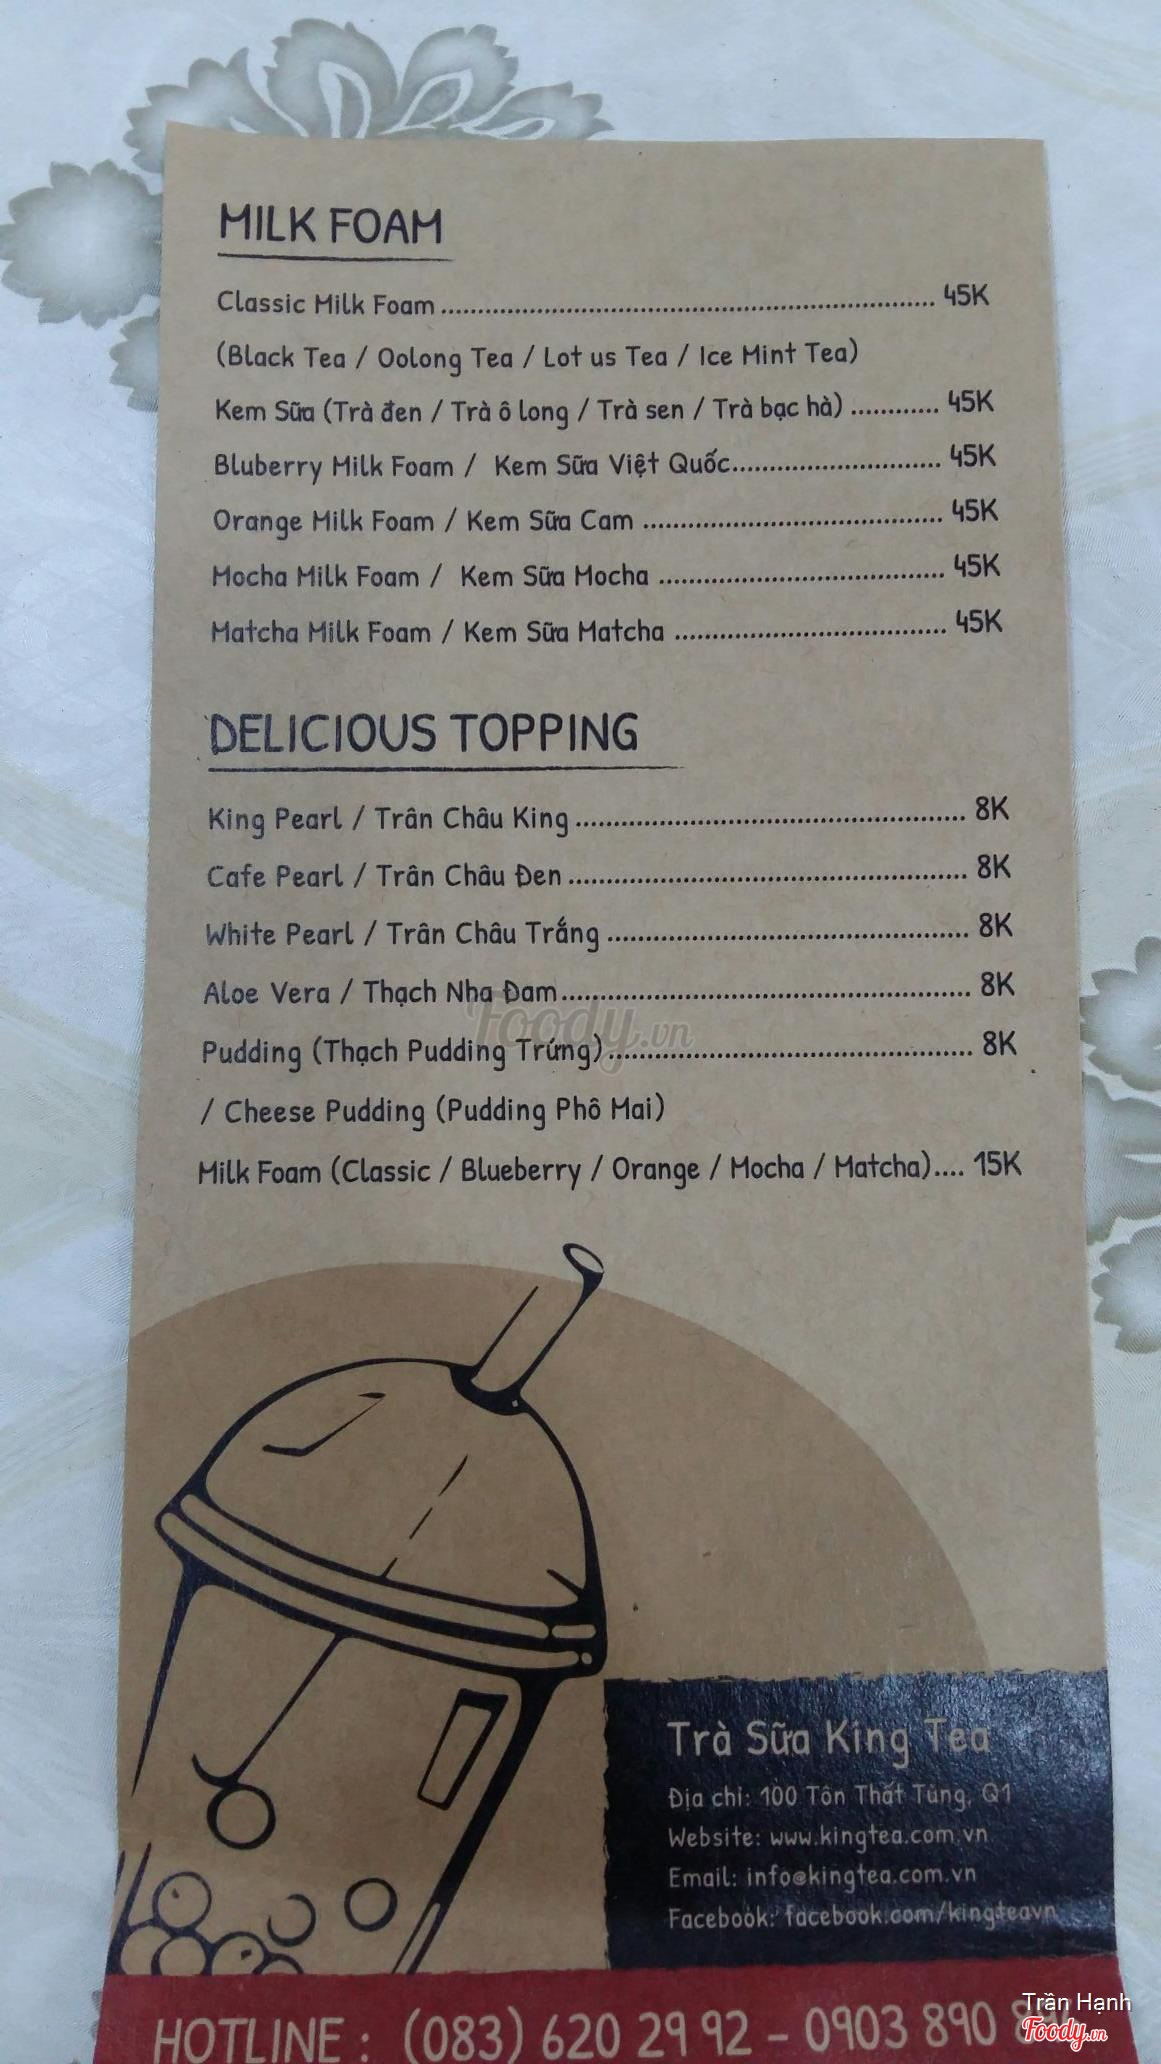 MILK FOAM
Classic Milk Foam ........ 45K
(Black Tea / Oolong Tea / Lot us Tea / Ice Mint Tea)
Kem Sữa (Trà đen / Trà ô long / Trà sen / Trà bạc hà) ........ 45K
Bluberry Milk Foam / Kem Sữa Việt Quốc ........ 45K
Orange Milk Foam / Kem Sữa Cam ........ 45K
Mocha Milk Foam / Kem Sữa Mocha ........ 45K
Matcha Milk Foam / Kem Sữa Matcha ........ 45K
DELICIOUS TOPPING
King Pearl / Trân Châu King ........ 8K
Cafe Pearl / Trân Châu Đen ........ 8K
White Pearl / Trân Châu Trắng ........ 8K
Aloe Vera / Thạch Nha Đam ........ 8K
Foody.vn
Pudding (Thạch Pudding Trứng) ........ 8K
/ Cheese Pudding (Pudding Phô Mai)
Milk Foam (Classic / Blueberry / Orange / Mocha / Matcha).... 15K
Trà Sữa King Tea
Địa chỉ: 100 Tôn Thất Tùng, Q1
Website: www.kingtea.com.vn
Email: info@kingtea.com.vn
Facebook: facebook.com/kingteavn
HOTLINE : (083) 620 29 92 - 0903 890
Trần Hạnh
Foody.vn